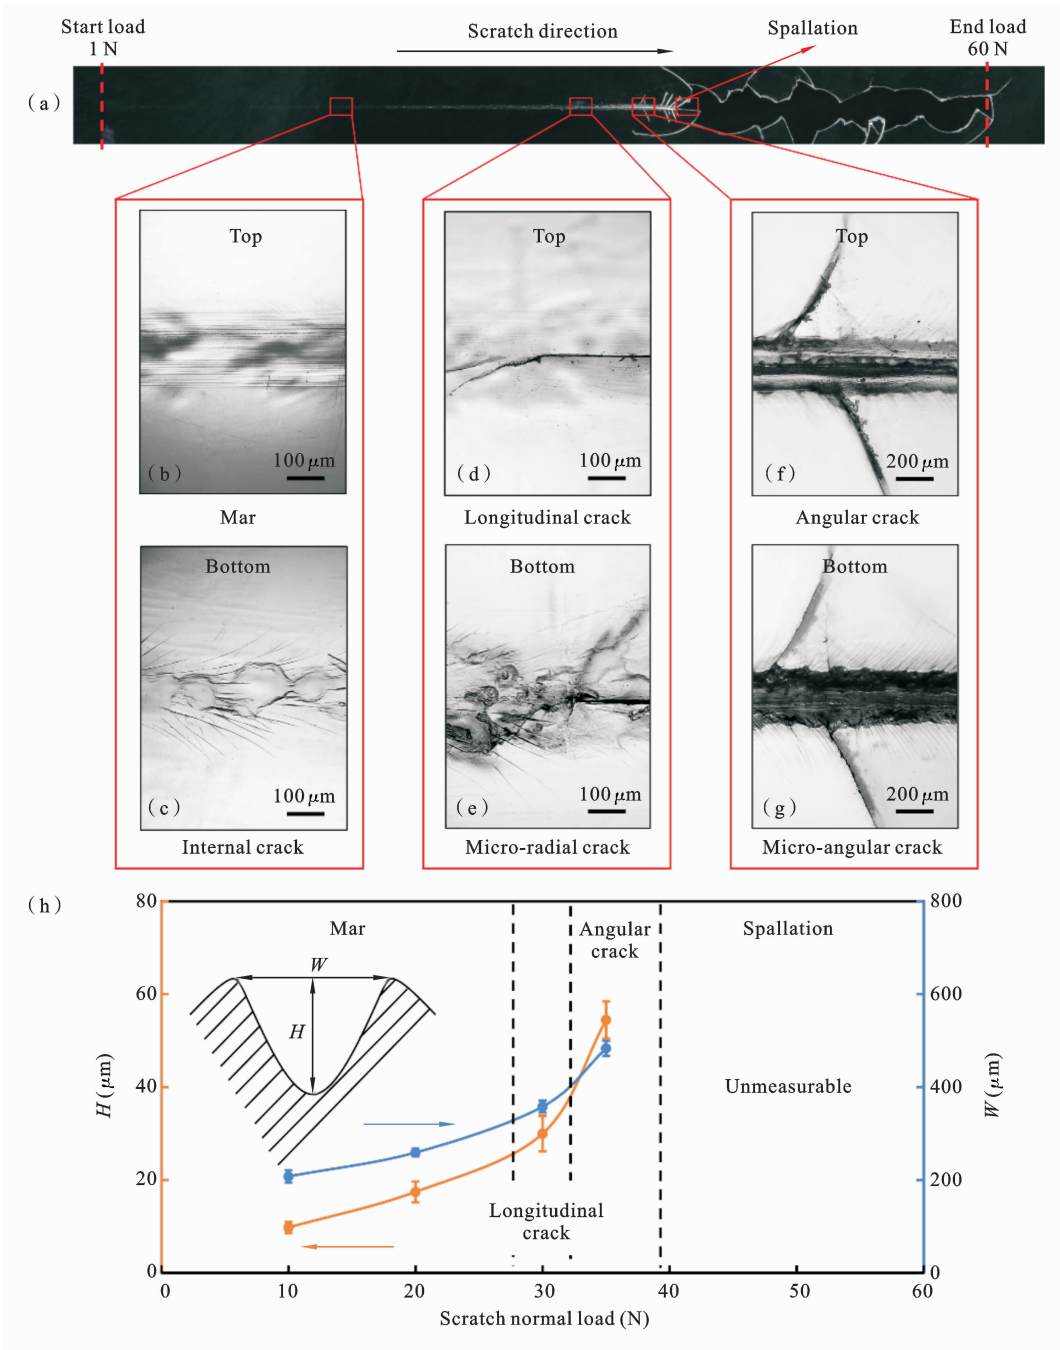 Start load
1 N
Scratch direction
Spallation
End load
60 N
(a)
Top
100 μm
(b)
Mar
Bottom
100 μm
(c)
Internal crack
Top
100 μm
(d)
Longitudinal crack
Bottom
100 μm
(e)
Micro-radial crack
Top
200 μm
(f)
Angular crack
Bottom
200 μm
(g)
Micro-angular crack
(h)
80
60
40
20
0
H (μm)
Mar
W
H
Longitudinal
crack
Angular
crack
Spallation
Unmeasurable
800
600
400
200
0
W (μm)
0 10 20 30 40 50 60
Scratch normal load (N)